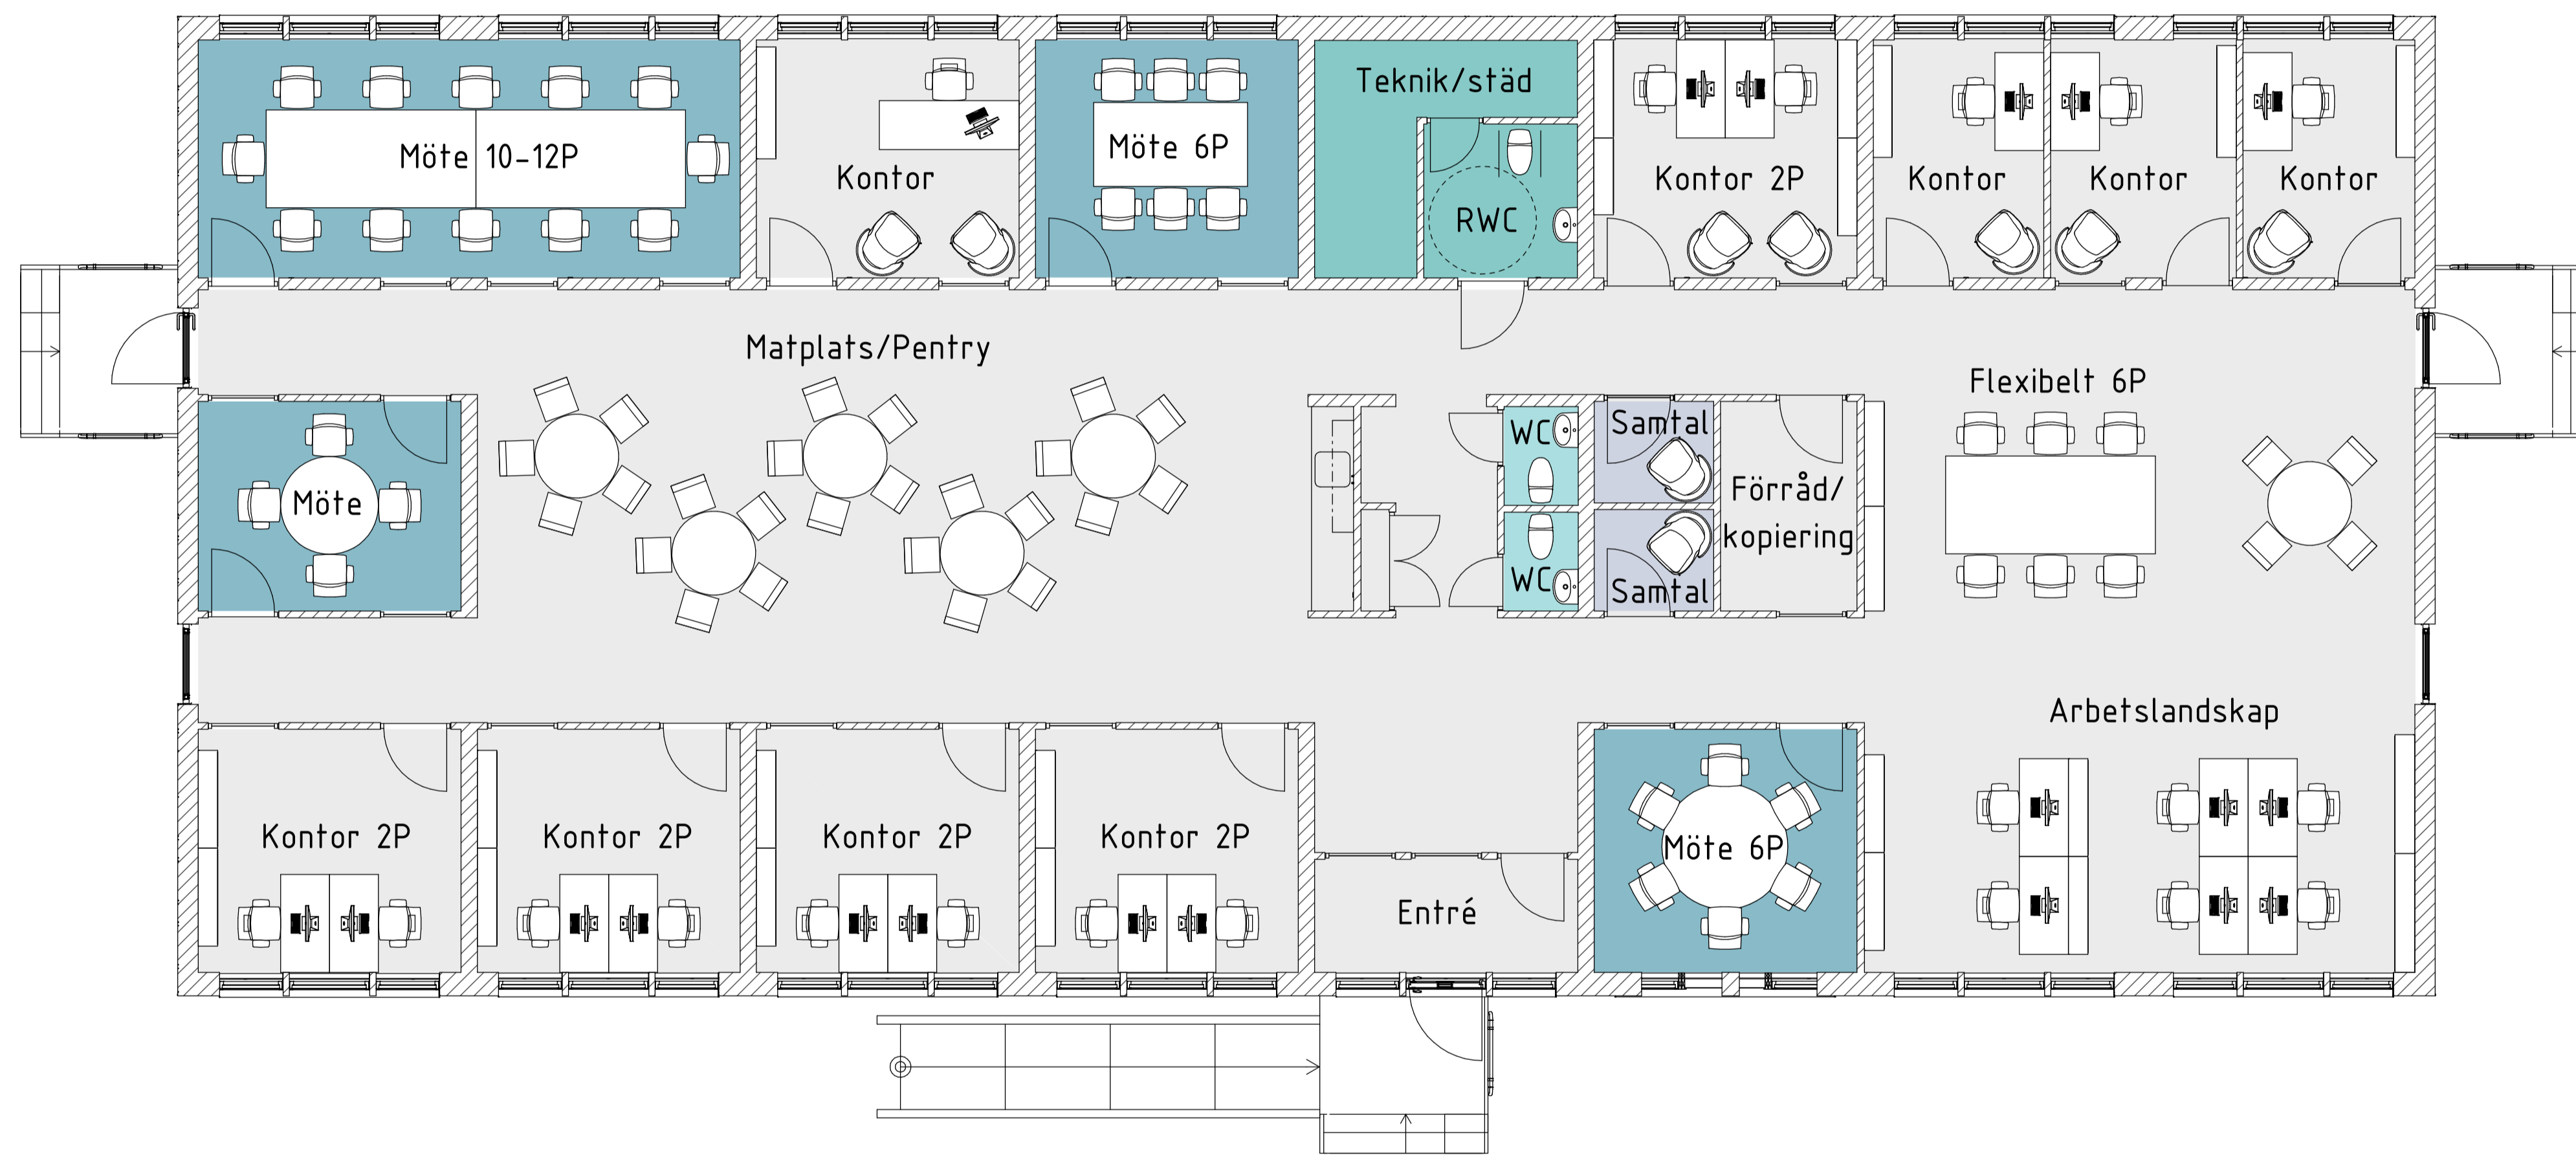 Teknik/städ
Möte 10-12P
Möte 6P
Kontor
Kontor 2P
Kontor
Kontor
Kontor
RWC
Matplats/Pentry
Flexibelt 6P
WC
Samtal
Möte
Förråd/
kopiering
WC
Samtal
Arbetslandskap
Kontor 2P
Kontor 2P
Kontor 2P
Kontor 2P
Möte 6P
Entré